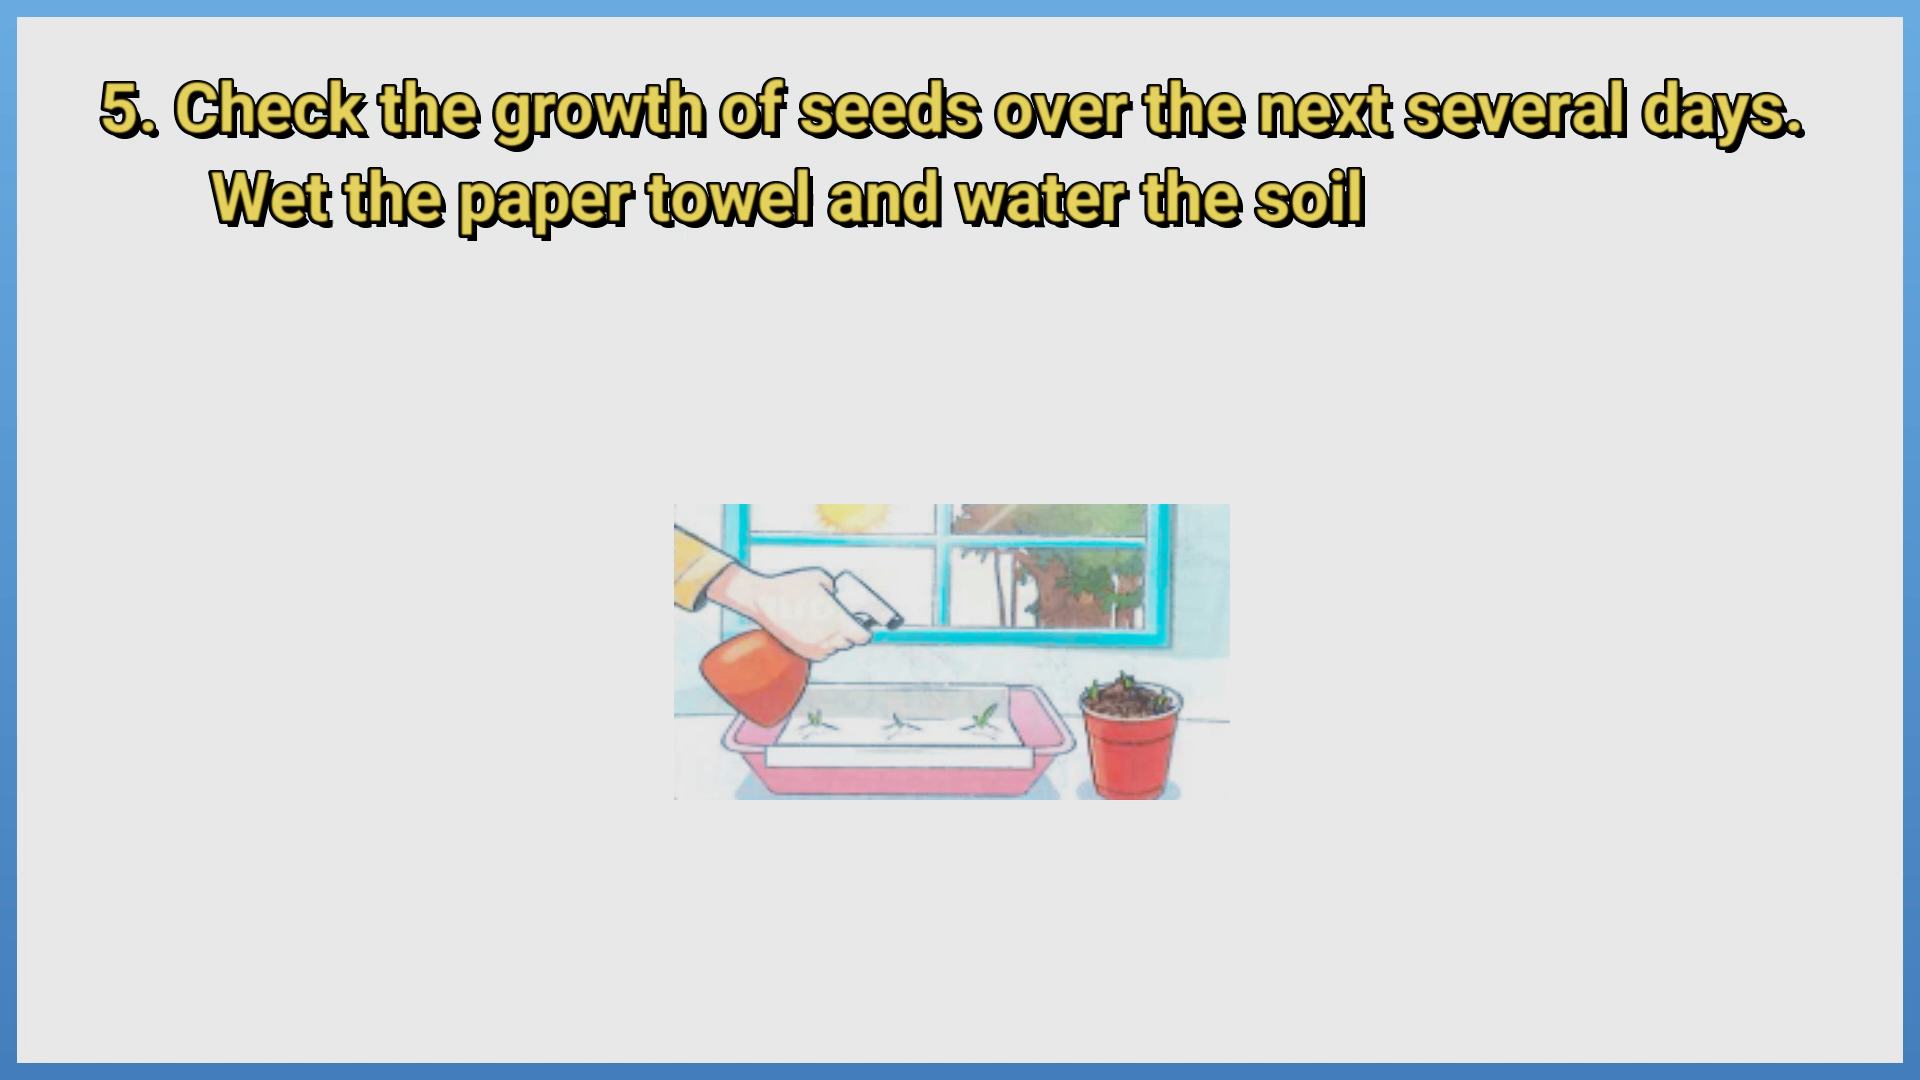 5. Check the growth of seeds over the next several days.
Wet the paper towel and water the soil